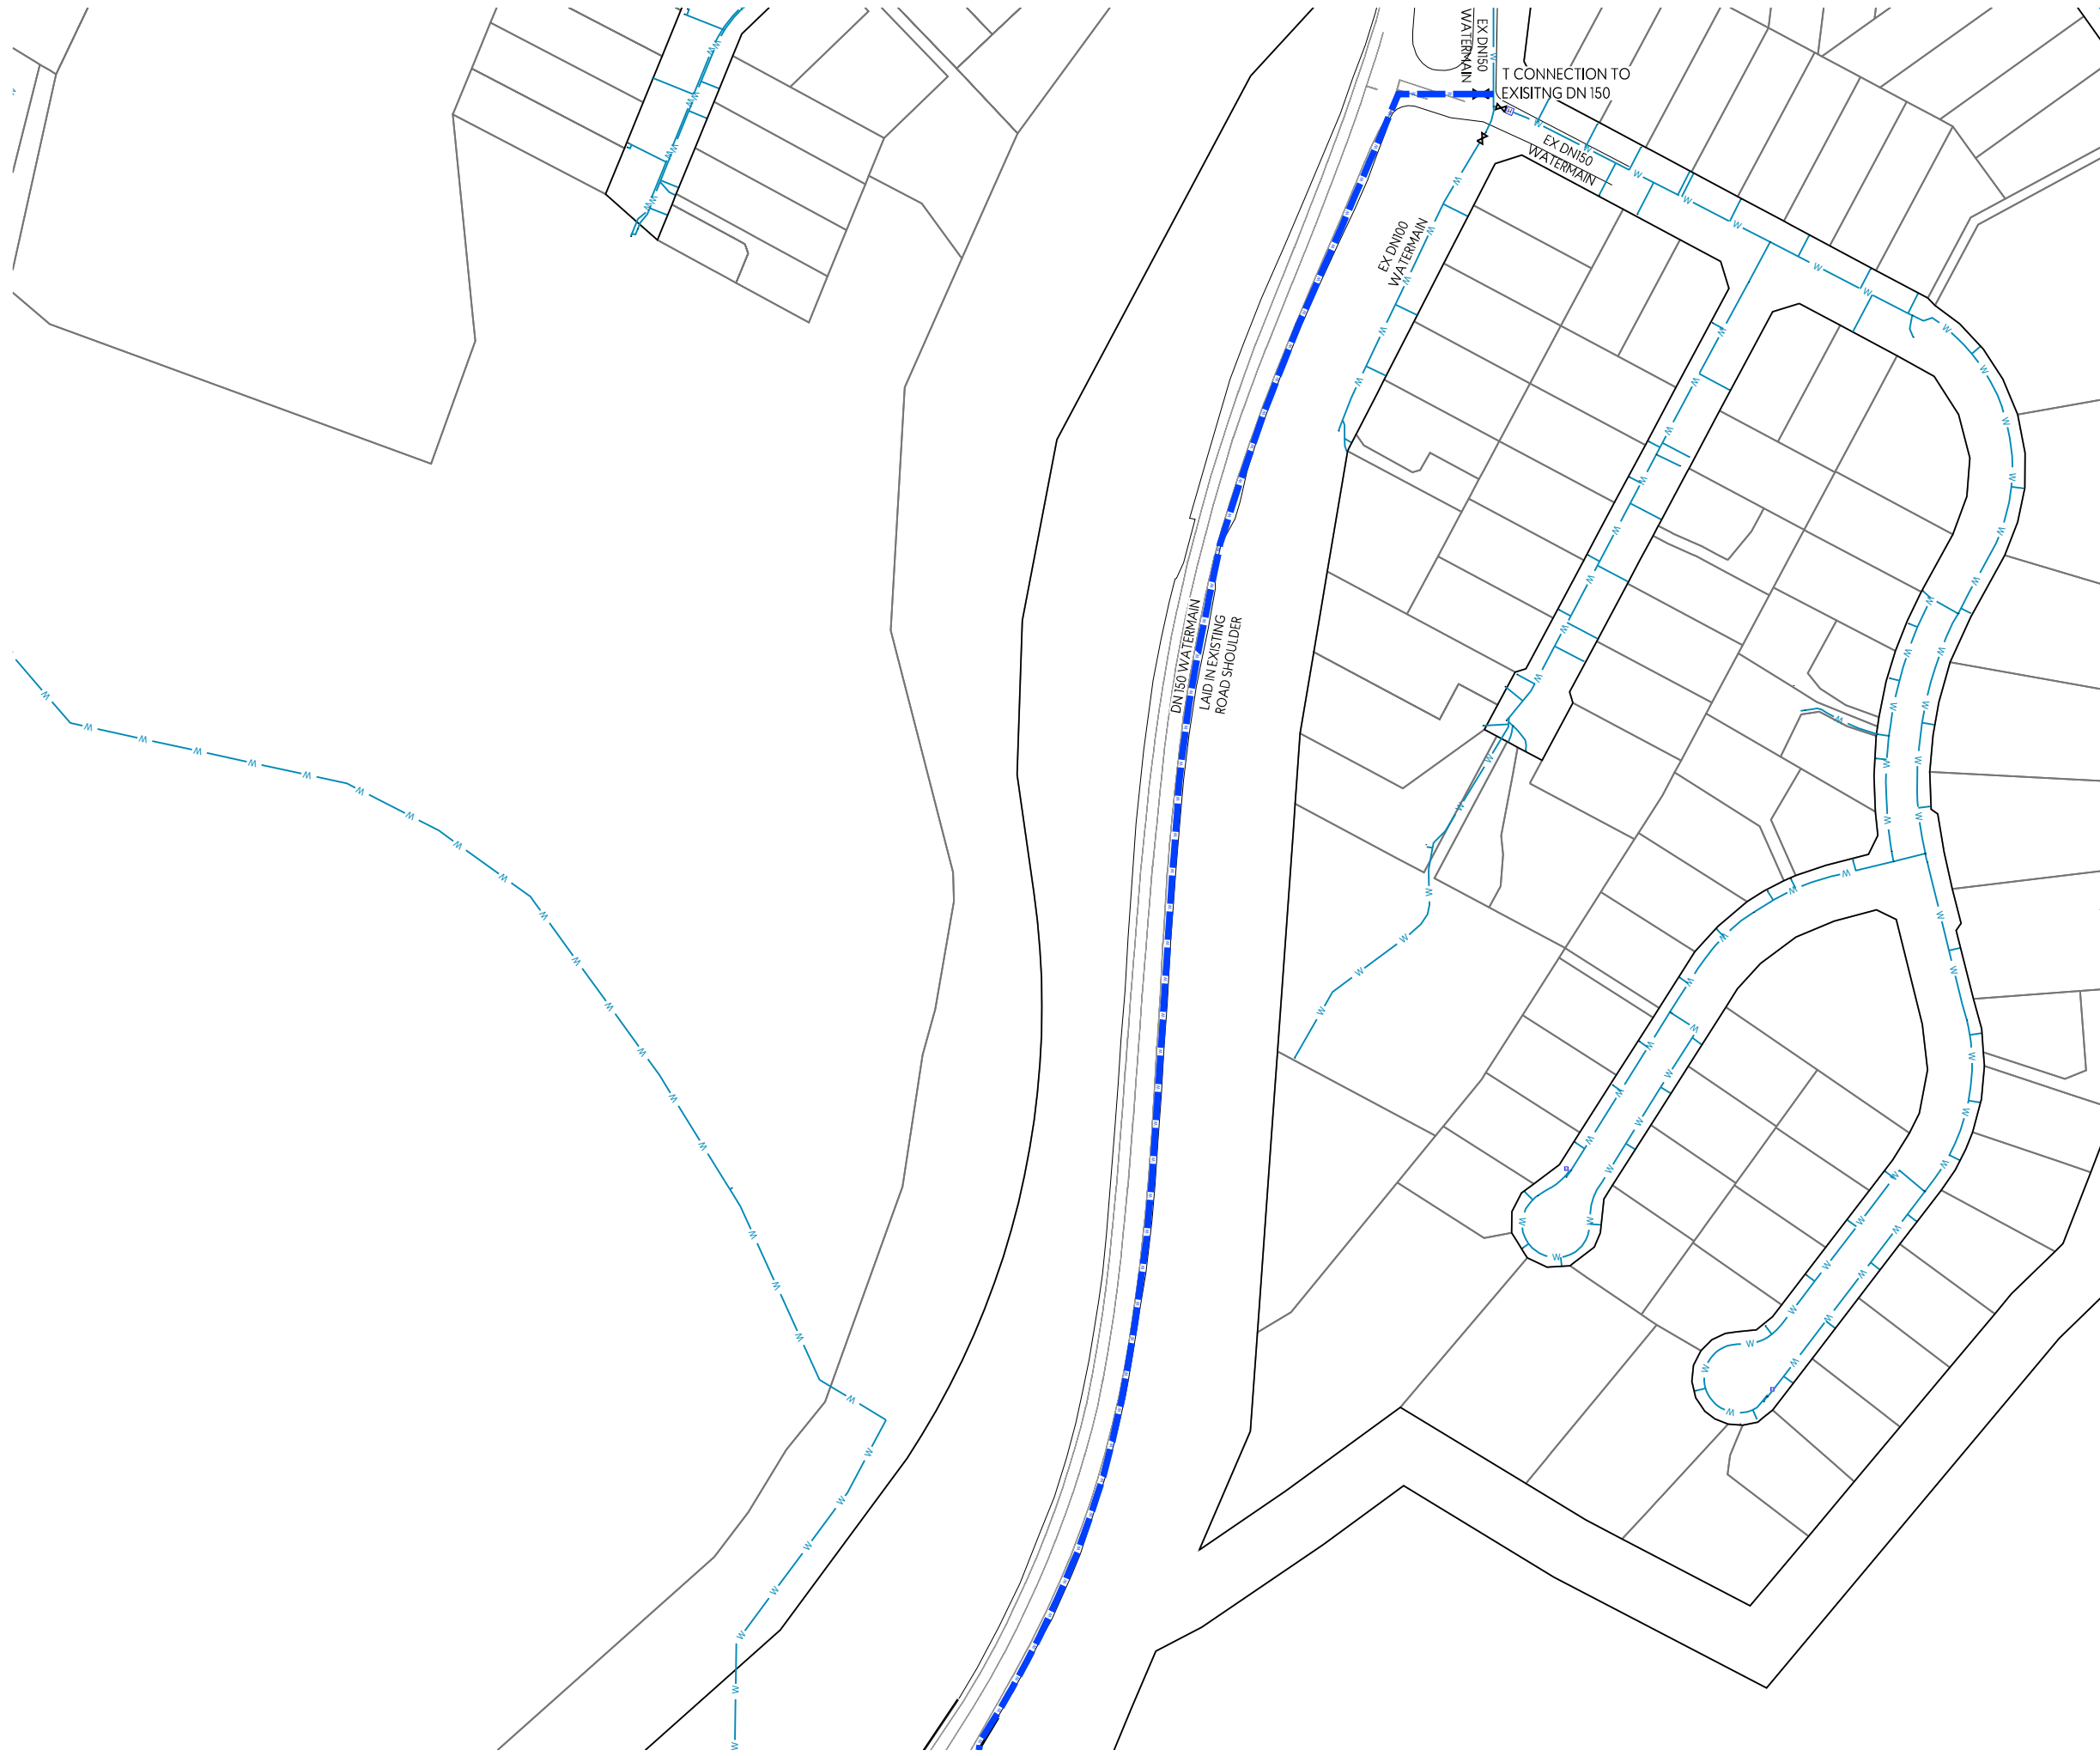 EX DN150
WATERMAIN
T CONNECTION TO
EXISITNG DN 150
EX DN150
WATERMAIN
EX DN100
WATERMAIN
DN 150 WATERMAIN
LAID IN EXISTING
ROAD SHOULDER